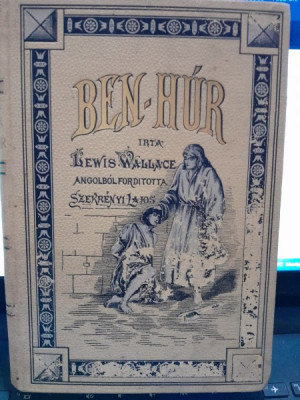 BEN-HÚR
IRTA
LEWIS WALLACE
ANGOLBÓL FORDITOTTA
SZEKRÉNYI LAJOS